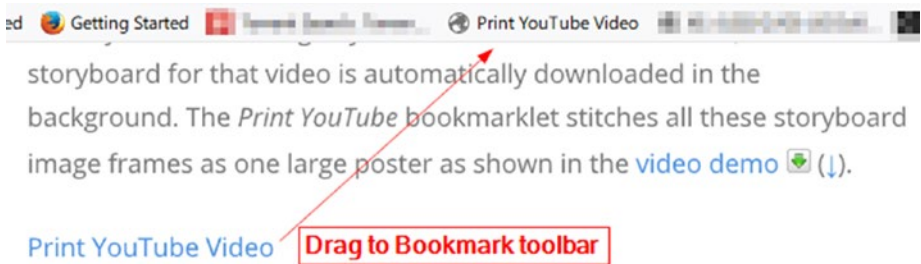 ed Getting Started Print YouTube Video
storyboard for that video is automatically downloaded in the
background. The Print YouTube bookmarklet stitches all these storyboard
image frames as one large poster as shown in the video demo (↓).
Print YouTube Video Drag to Bookmark toolbar